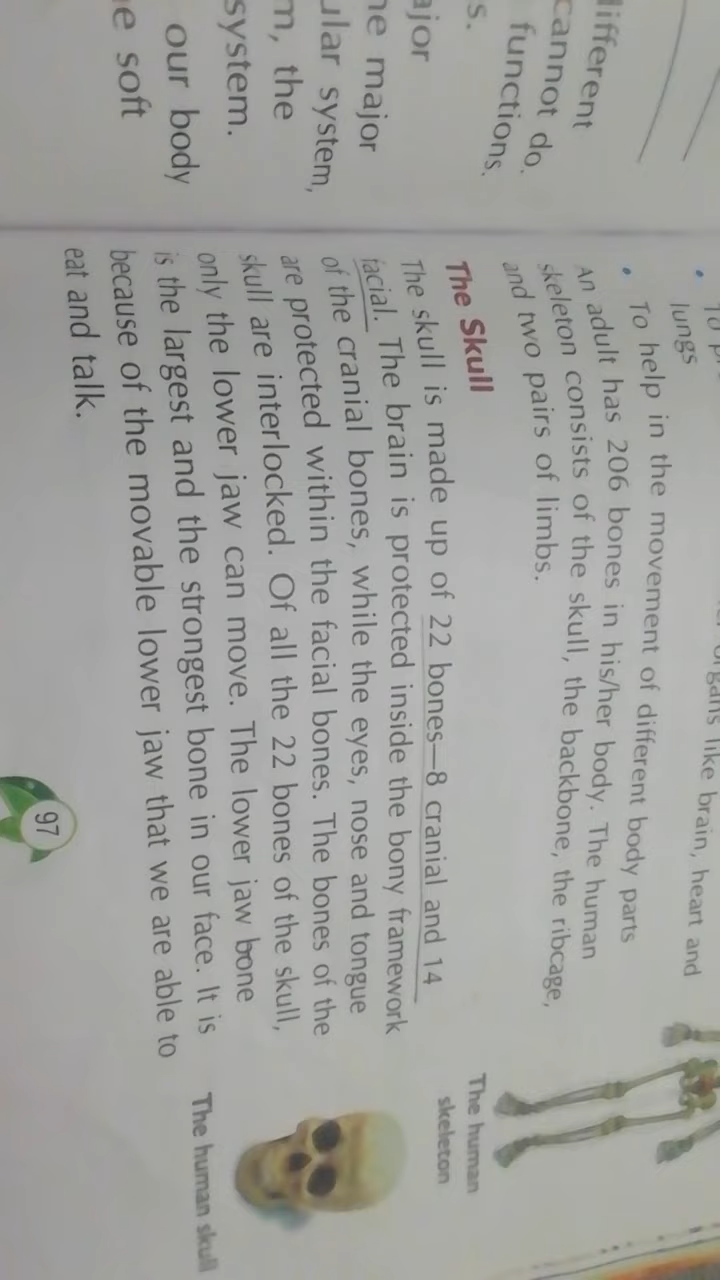 different
cannot do.
functions.
s.
ajor
ne major
ular system,
m, the
system.
our body
e soft
organs like brain, heart and
lungs
• To help in the movement of different body parts
An adult has 206 bones in his/her body. The human
skeleton consists of the skull, the backbone, the ribcage,
and two pairs of limbs.
The human
skeleton
The Skull
The skull is made up of 22 bones—8 cranial and 14
facial. The brain is protected inside the bony framework
of the cranial bones, while the eyes, nose and tongue
are protected within the facial bones. The bones of the
skull are interlocked. Of all the 22 bones of the skull,
only the lower jaw can move. The lower jaw bone
is the largest and the strongest bone in our face. It is
because of the movable lower jaw that we are able to
eat and talk.
The human skull
97